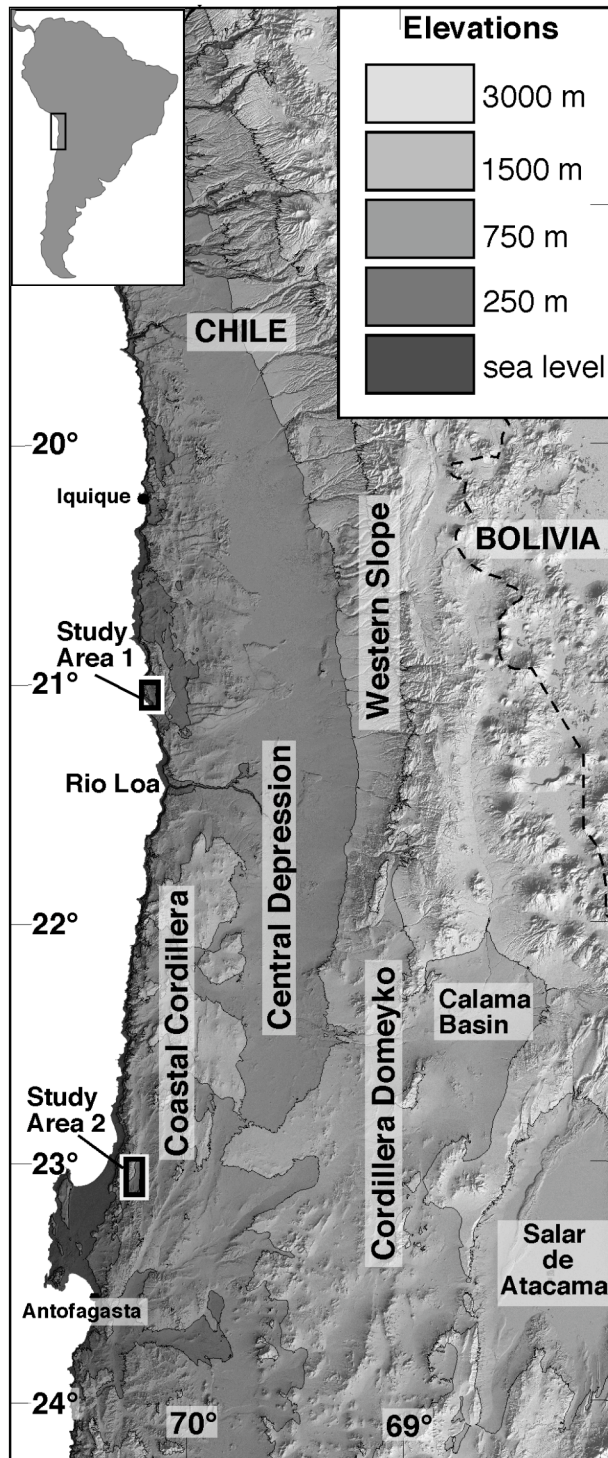 Elevations
3000 m
1500 m
750 m
250 m
sea level
CHILE
20°
Iquique
BOLIVIA
Western Slope
Study
Area 1
21°
Rio Loa
Central Depression
Coastal Cordillera
22°
Calama
Basin
Cordillera Domeyko
Study
Area 2
23°
Salar
de
Atacama
Antofagasta
24°
70°
69°